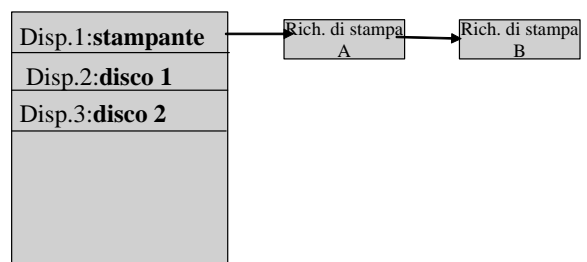 Disp.1:stampante
Disp.2:disco 1
Disp.3:disco 2
Rich. di stampa
A
Rich. di stampa
B